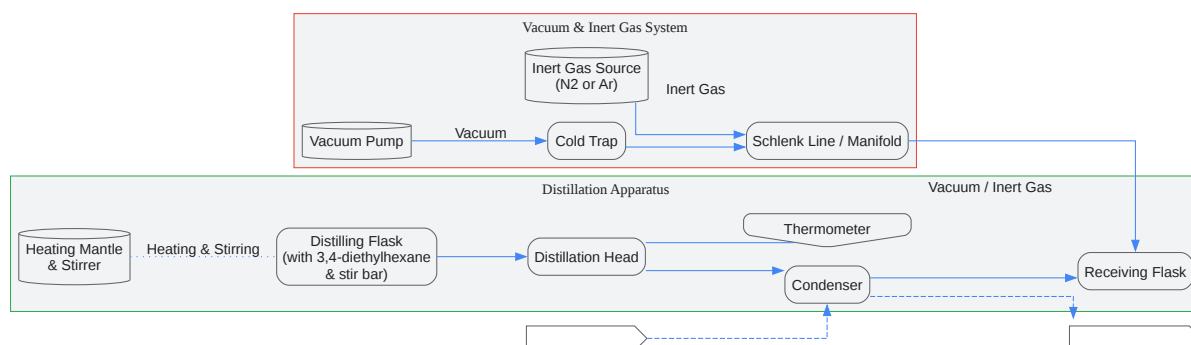 Vacuum & Inert Gas System
Inert Gas Source
(N2 or Ar)
Inert Gas
Vacuum Pump
Vacuum
Cold Trap
Schlenk Line / Manifold
Distillation Apparatus
Vacuum / Inert Gas
Heating Mantle
& Stirrer
Heating & Stirring
Distilling Flask
(with 3,4-diethylhexane
& stir bar)
Distillation Head
Thermometer
Condenser
Receiving Flask